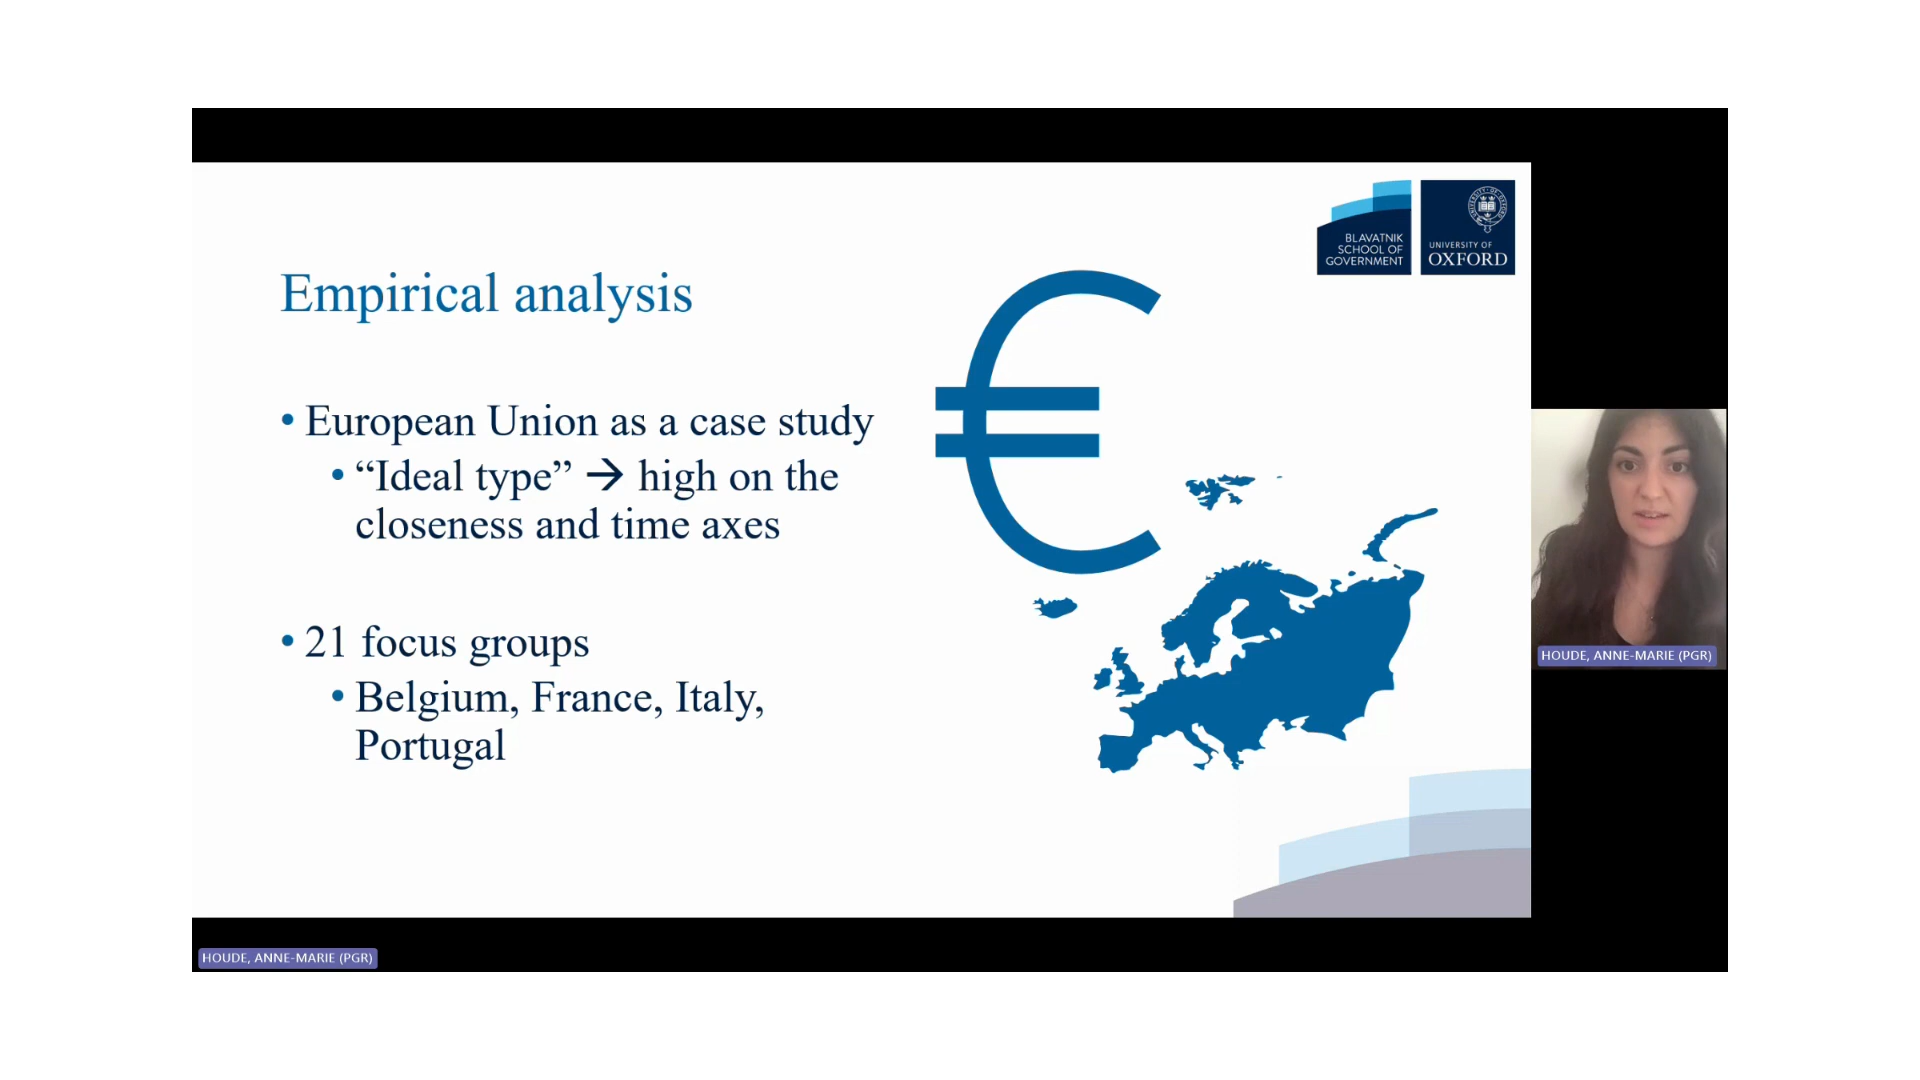 BLAVATNIK
SCHOOL OF
GOVERNMENT
UNIVERSITY OF
OXFORD
Empirical analysis
• European Union as a case study
• “Ideal type” → high on the
closeness and time axes
• 21 focus groups
• Belgium, France, Italy,
Portugal
HOUDE, ANNE-MARIE (PGR)
HOUDE, ANNE-MARIE (PGR)